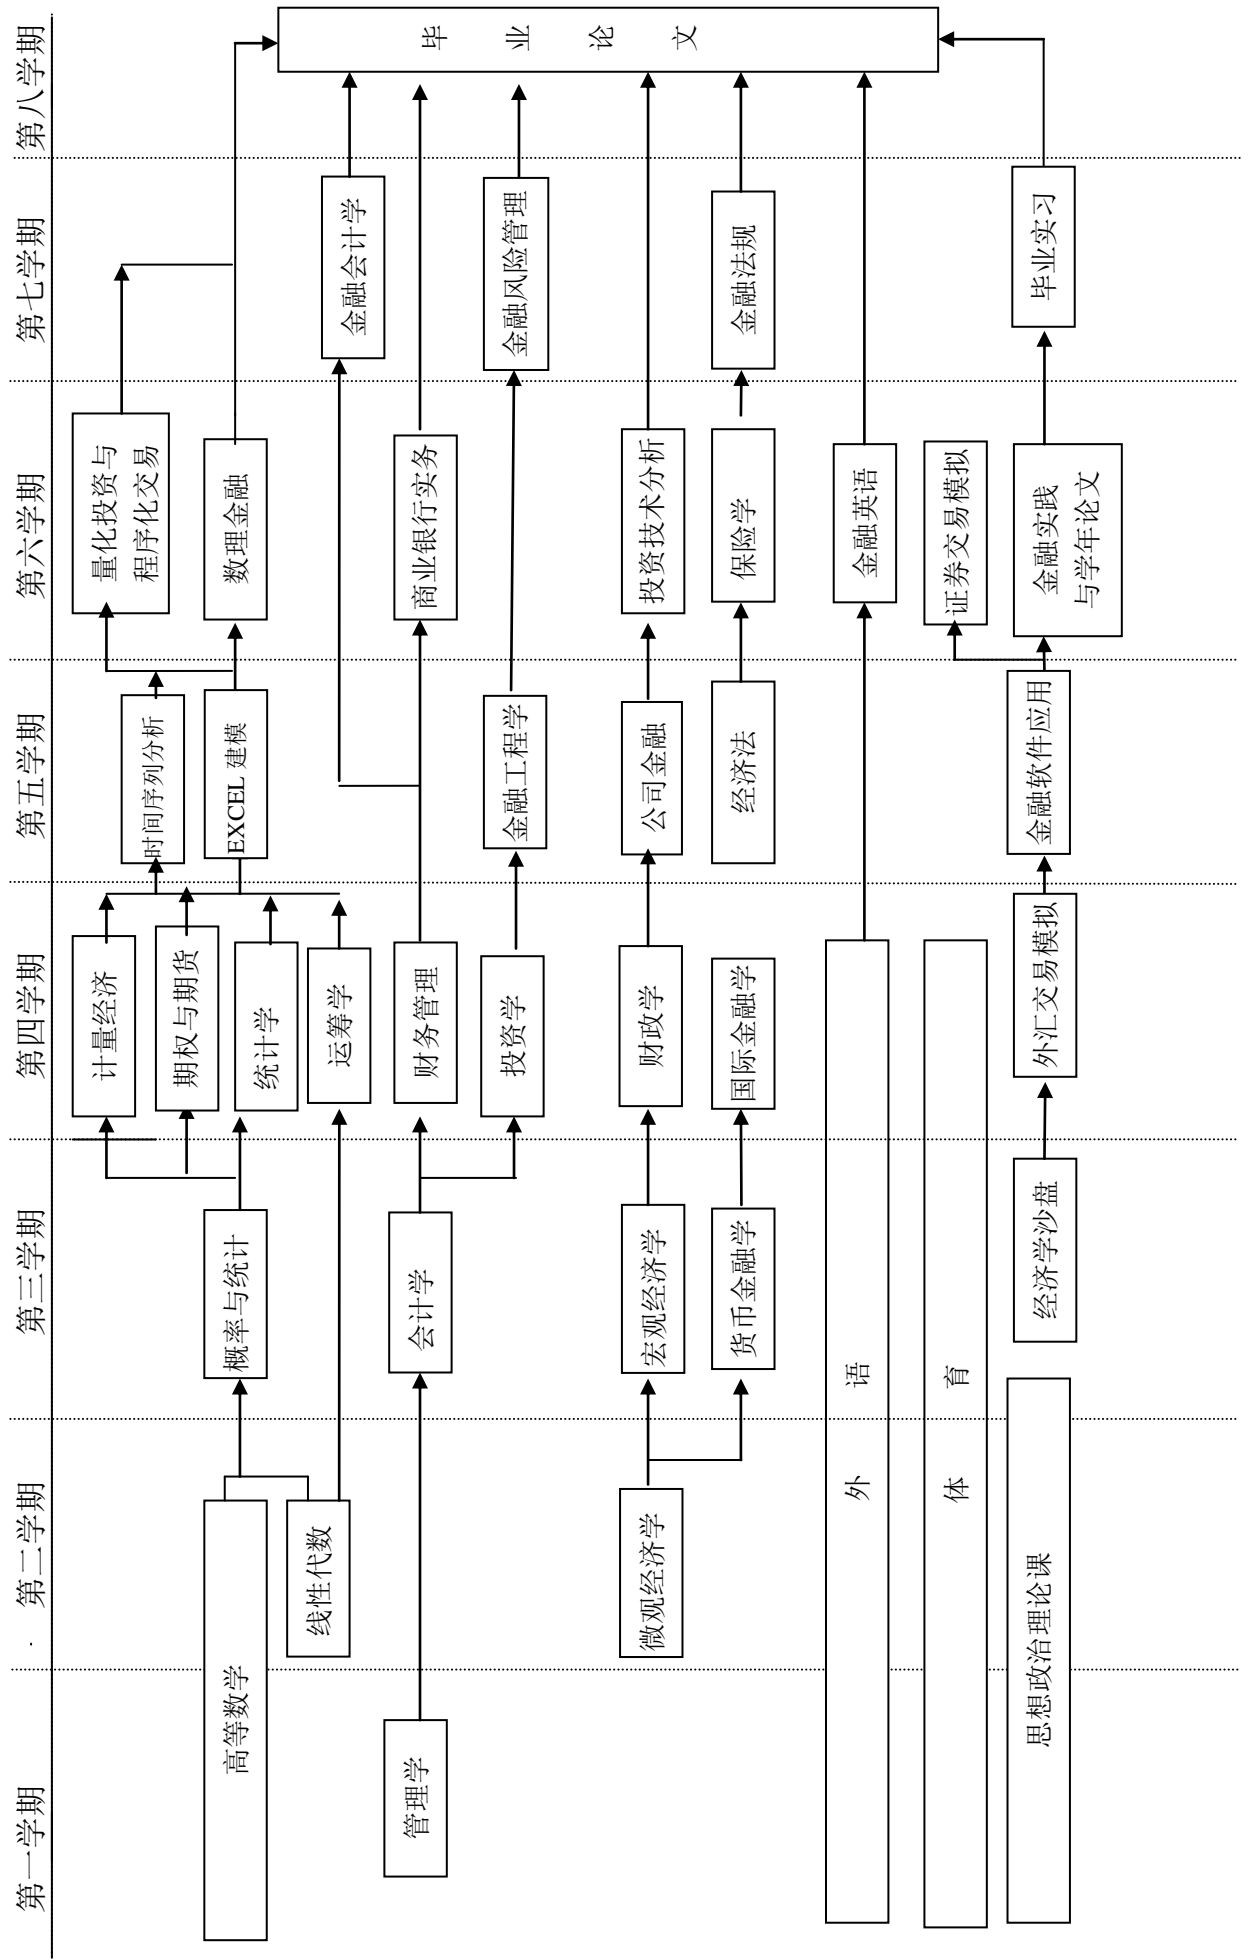 第一学期
第二学期
第三学期
第四学期
第五学期
第六学期
第七学期
第八学期
.
计量经济
时间序列分析
量化投资与
程序化交易
期权与期货
高等数学
概率与统计
统计学
EXCEL 建模
数理金融
线性代数
运筹学
金融会计学
管理学
会计学
财务管理
商业银行实务
毕 业 论 文
投资学
金融工程学
金融风险管理
微观经济学
宏观经济学
财政学
公司金融
投资技术分析
货币金融学
国际金融学
经济法
保险学
金融法规
外 语
金融英语
体 育
证券交易模拟
思想政治理论课
经济学沙盘
外汇交易模拟
金融软件应用
金融实践
与学年论文
毕业实习